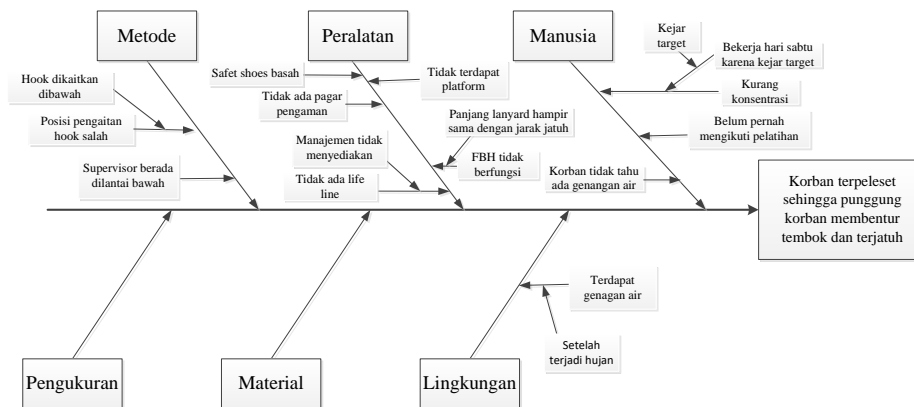 Metode
Peralatan
Manusia
Kejar
target
Bekerja hari sabtu
karena kejar target
Hook dikaitkan
dibawah
Safet shoes basah
Tidak terdapat
platform
Kurang
konsentrasi
Tidak ada pagar
pengaman
Posisi pengaitan
hook salah
Panjang lanyard hampir
sama dengan jarak jatuh
Belum pernah
mengikuti pelatihan
Manajemen tidak
menyediakan
FBH tidak
berfungsi
Supervisor berada
dilantai bawah
Tidak ada life
line
Korban tidak tahu
ada genangan air
Korban terpeleset
sehingga punggung
korban membentur
tembok dan terjatuh
Terdapat
genagan air
Setelah
terjadi hujan
Pengukuran
Material
Lingkungan